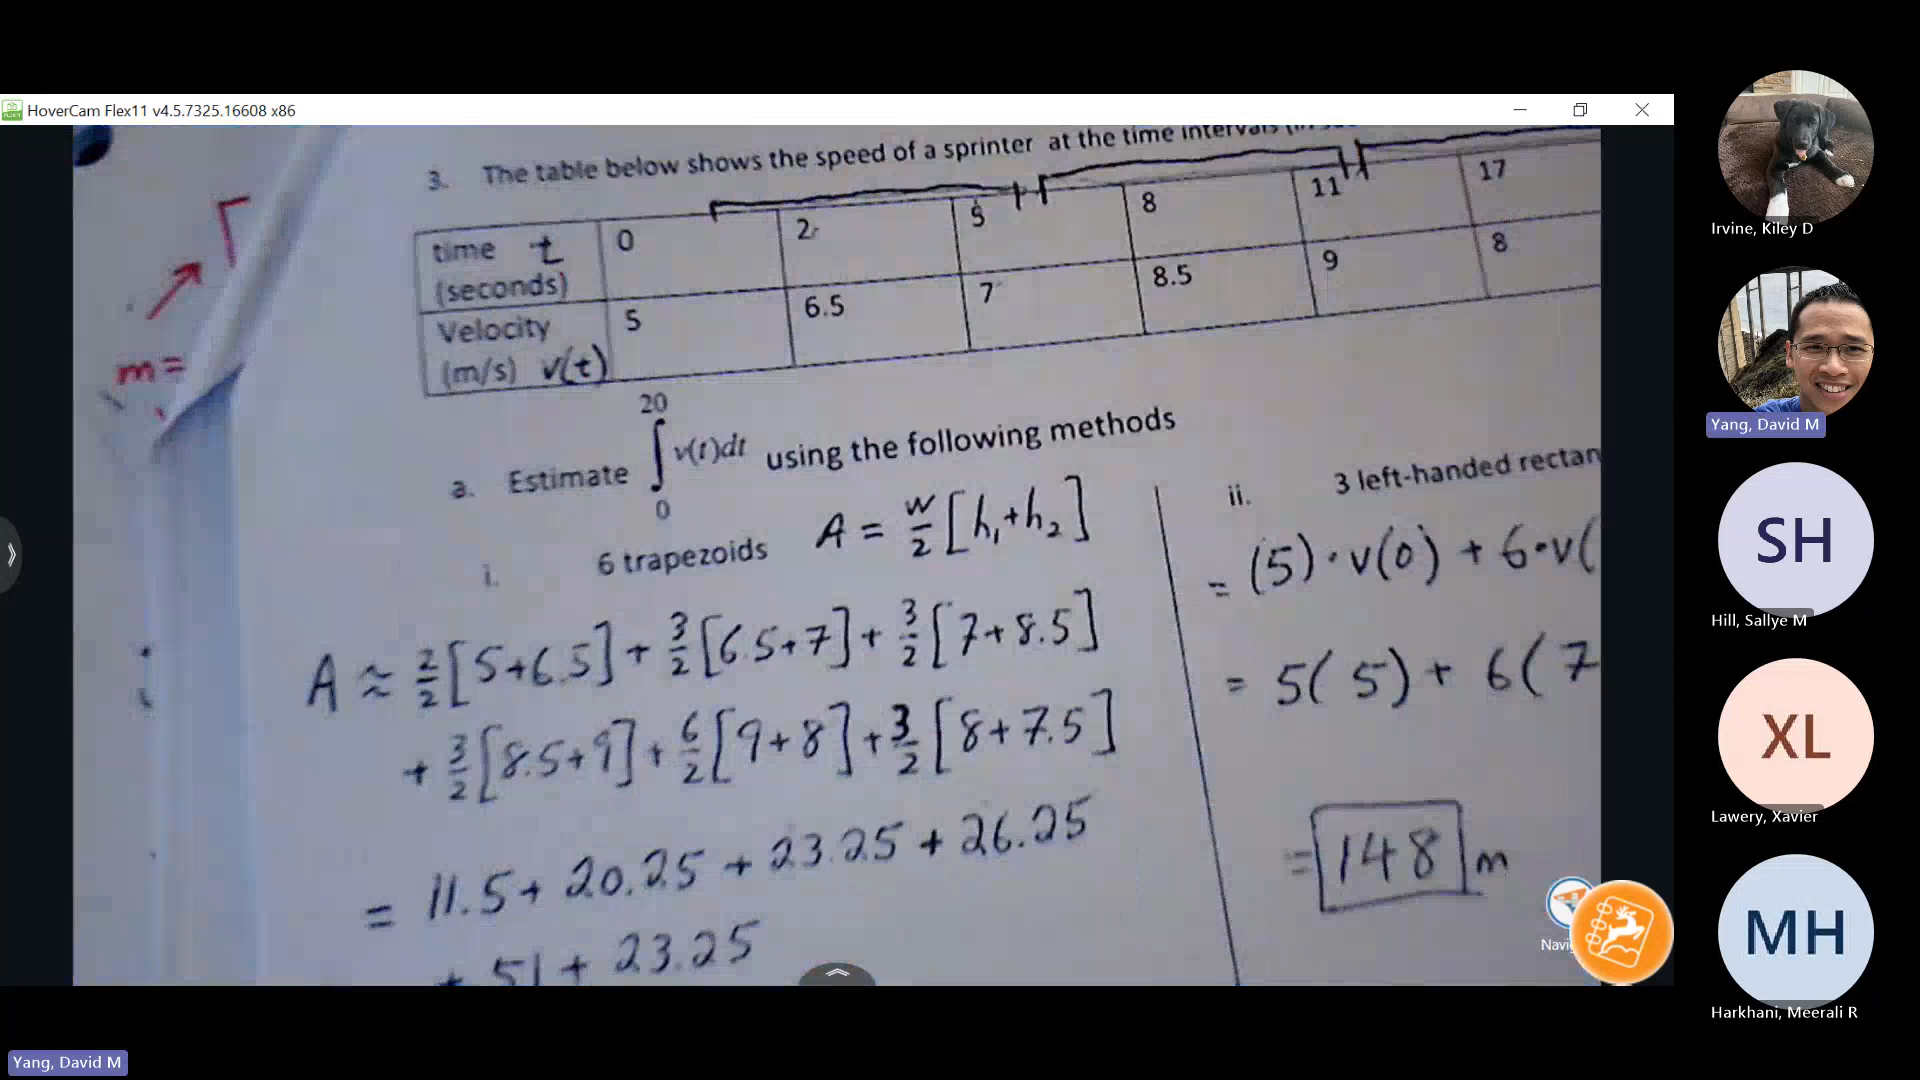 HoverCam Flex11 v4.5.7325.16608 x86
3. The table below shows the speed of a sprinter at the time intervals
time t (seconds) 0 2 5 8 11 17
Velocity (m/s) v(t) 5 6.5 7 8.5 9 8
m=
a. Estimate ∫₀²⁰ v(t)dt using the following methods
i. 6 trapezoids A = w/2 [h₁+h₂]
A ≈ 2/2 [5+6.5] + 3/2 [6.5+7] + 3/2 [7+8.5]
+ 3/2 [8.5+9] + 6/2 [9+8] + 3/2 [8+7.5]
= 11.5 + 20.25 + 23.25 + 26.25
+ 51 + 23.25
ii. 3 left-handed
= (5)·v(0) + 6·v(
= 5(5) + 6(7
= 148 m
Irvine, Kiley D
Yang, David M
SH
Hill, Sallye M
XL
Lawery, Xavier
MH
Harkhani, Meerali R
Yang, David M